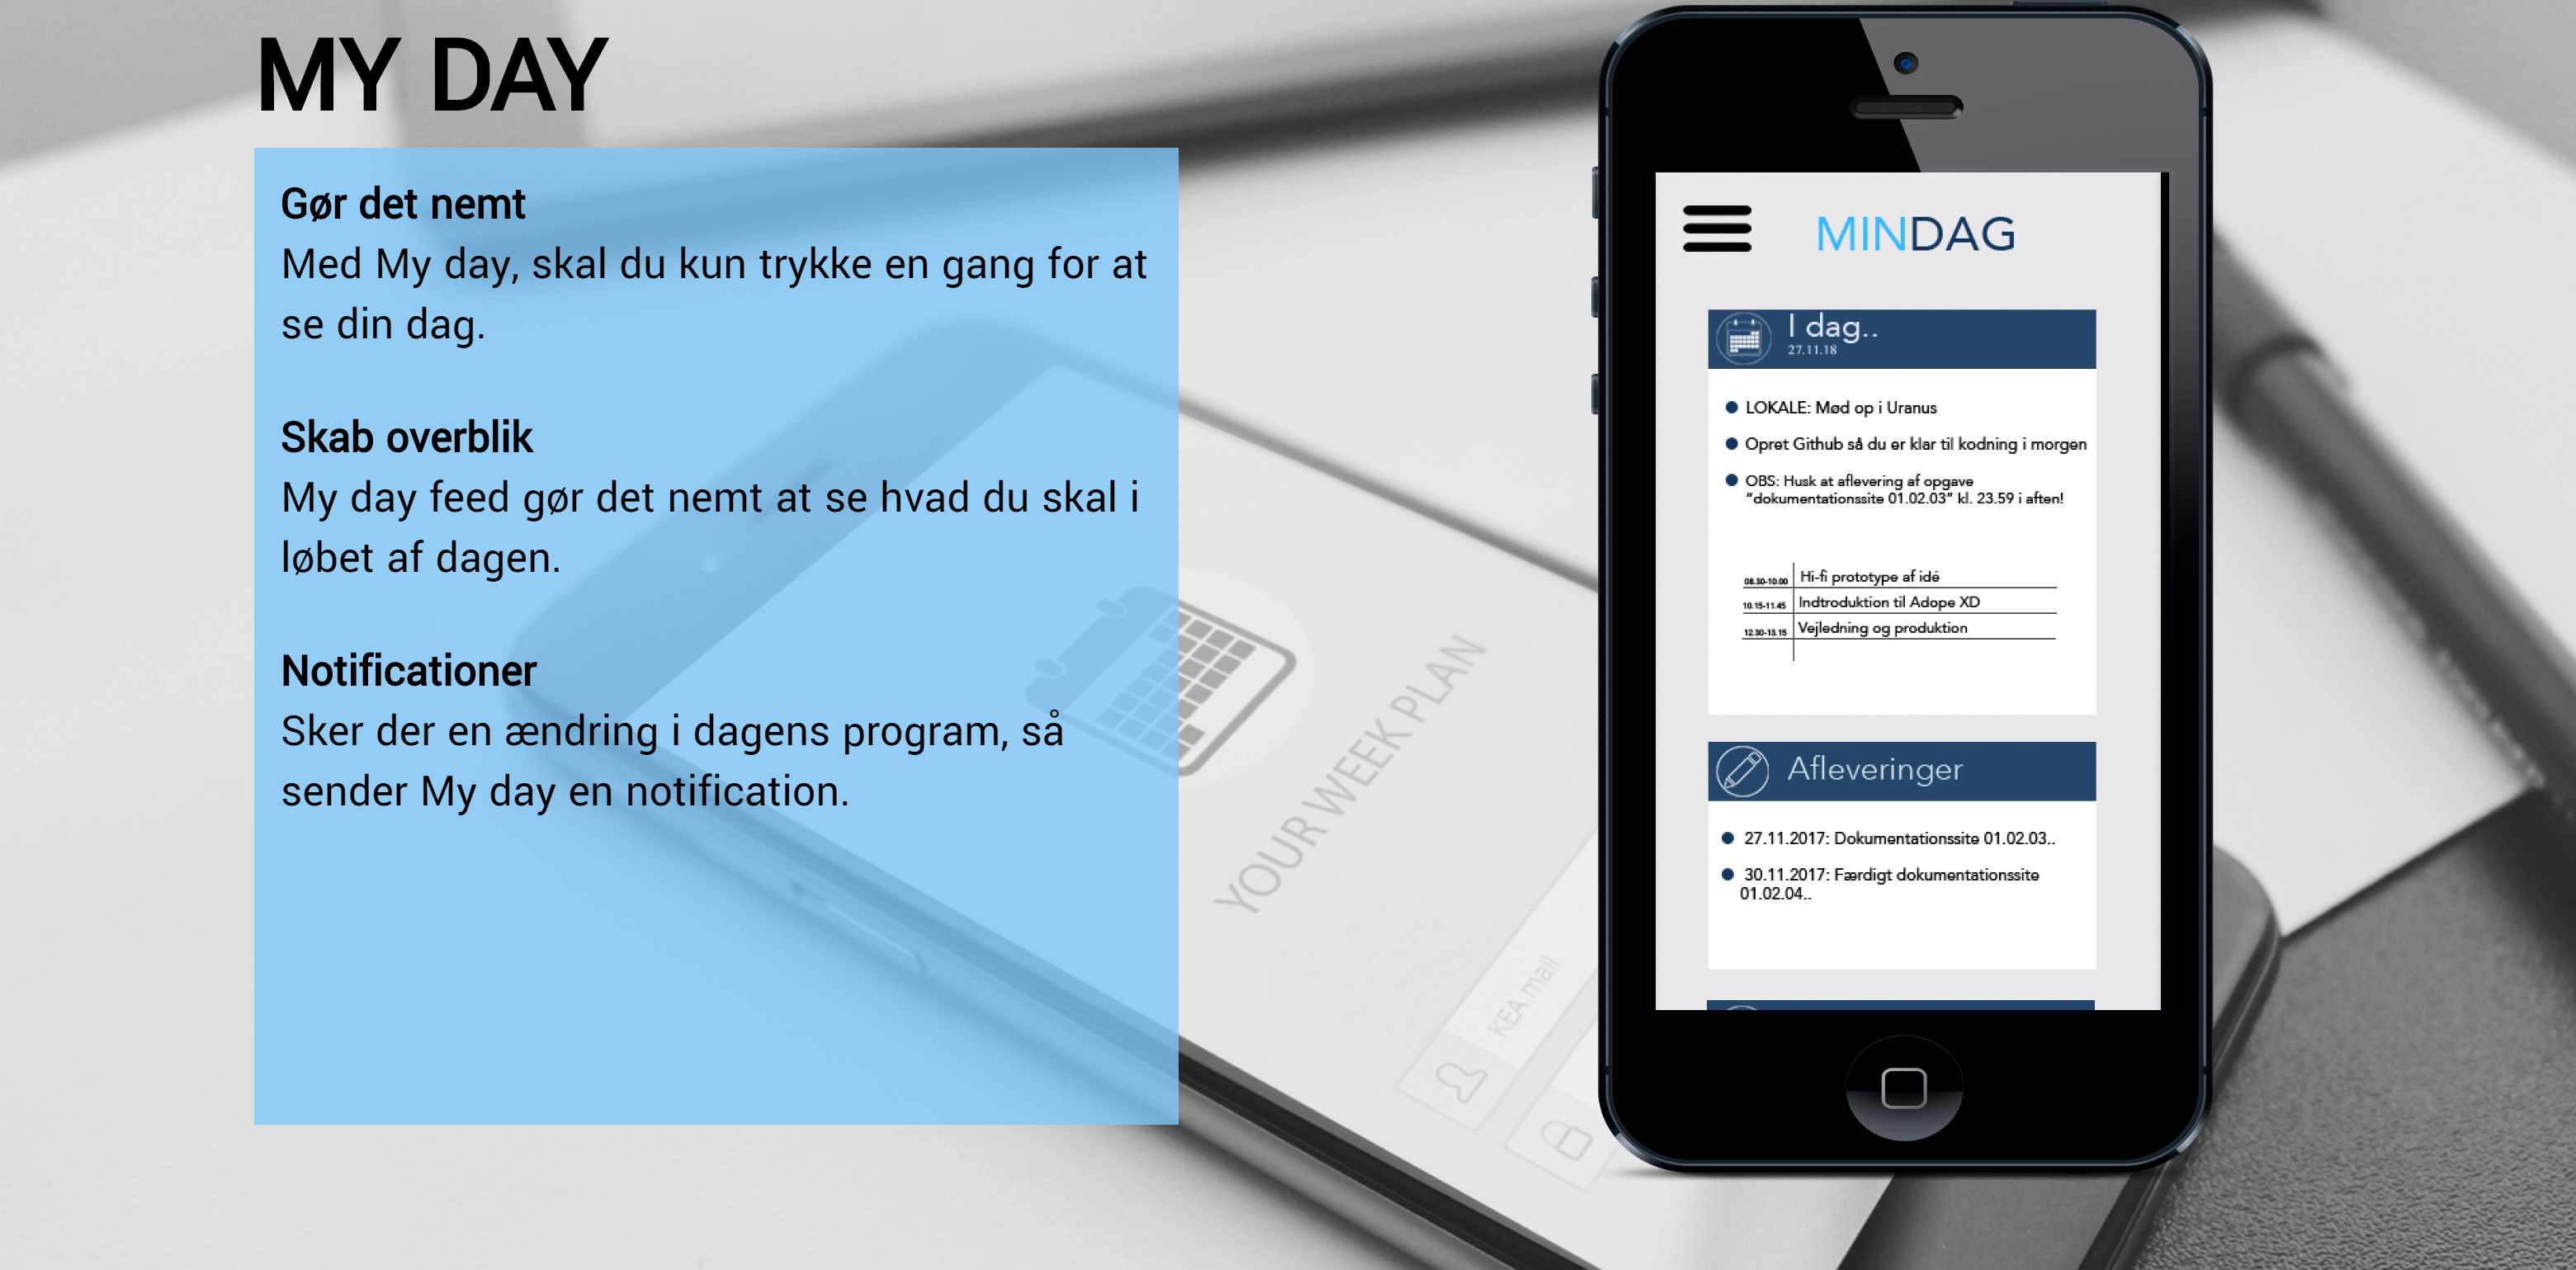 MY DAY
Gør det nemt
Med My day, skal du kun trykke en gang for at
se din dag.
Skab overblik
My day feed gør det nemt at se hvad du skal i
løbet af dagen.
Notificationer
Sker der en ændring i dagens program, så
sender My day en notification.
YOUR WEEK PLAN
KEA mail
MINDAG
I dag..
27.11.18
LOKALE: Mød op i Uranus
Opret Github så du er klar til kodning i morgen
OBS: Husk at aflevering af opgave
"dokumentationssite 01.02.03" kl. 23.59 i aften!
08.30-10.00 Hi-fi prototype af idé
10.15-11.45 Indtroduktion til Adope XD
12.30-13.15 Vejledning og produktion
Afleveringer
27.11.2017: Dokumentationssite 01.02.03..
30.11.2017: Færdigt dokumentationssite
01.02.04..